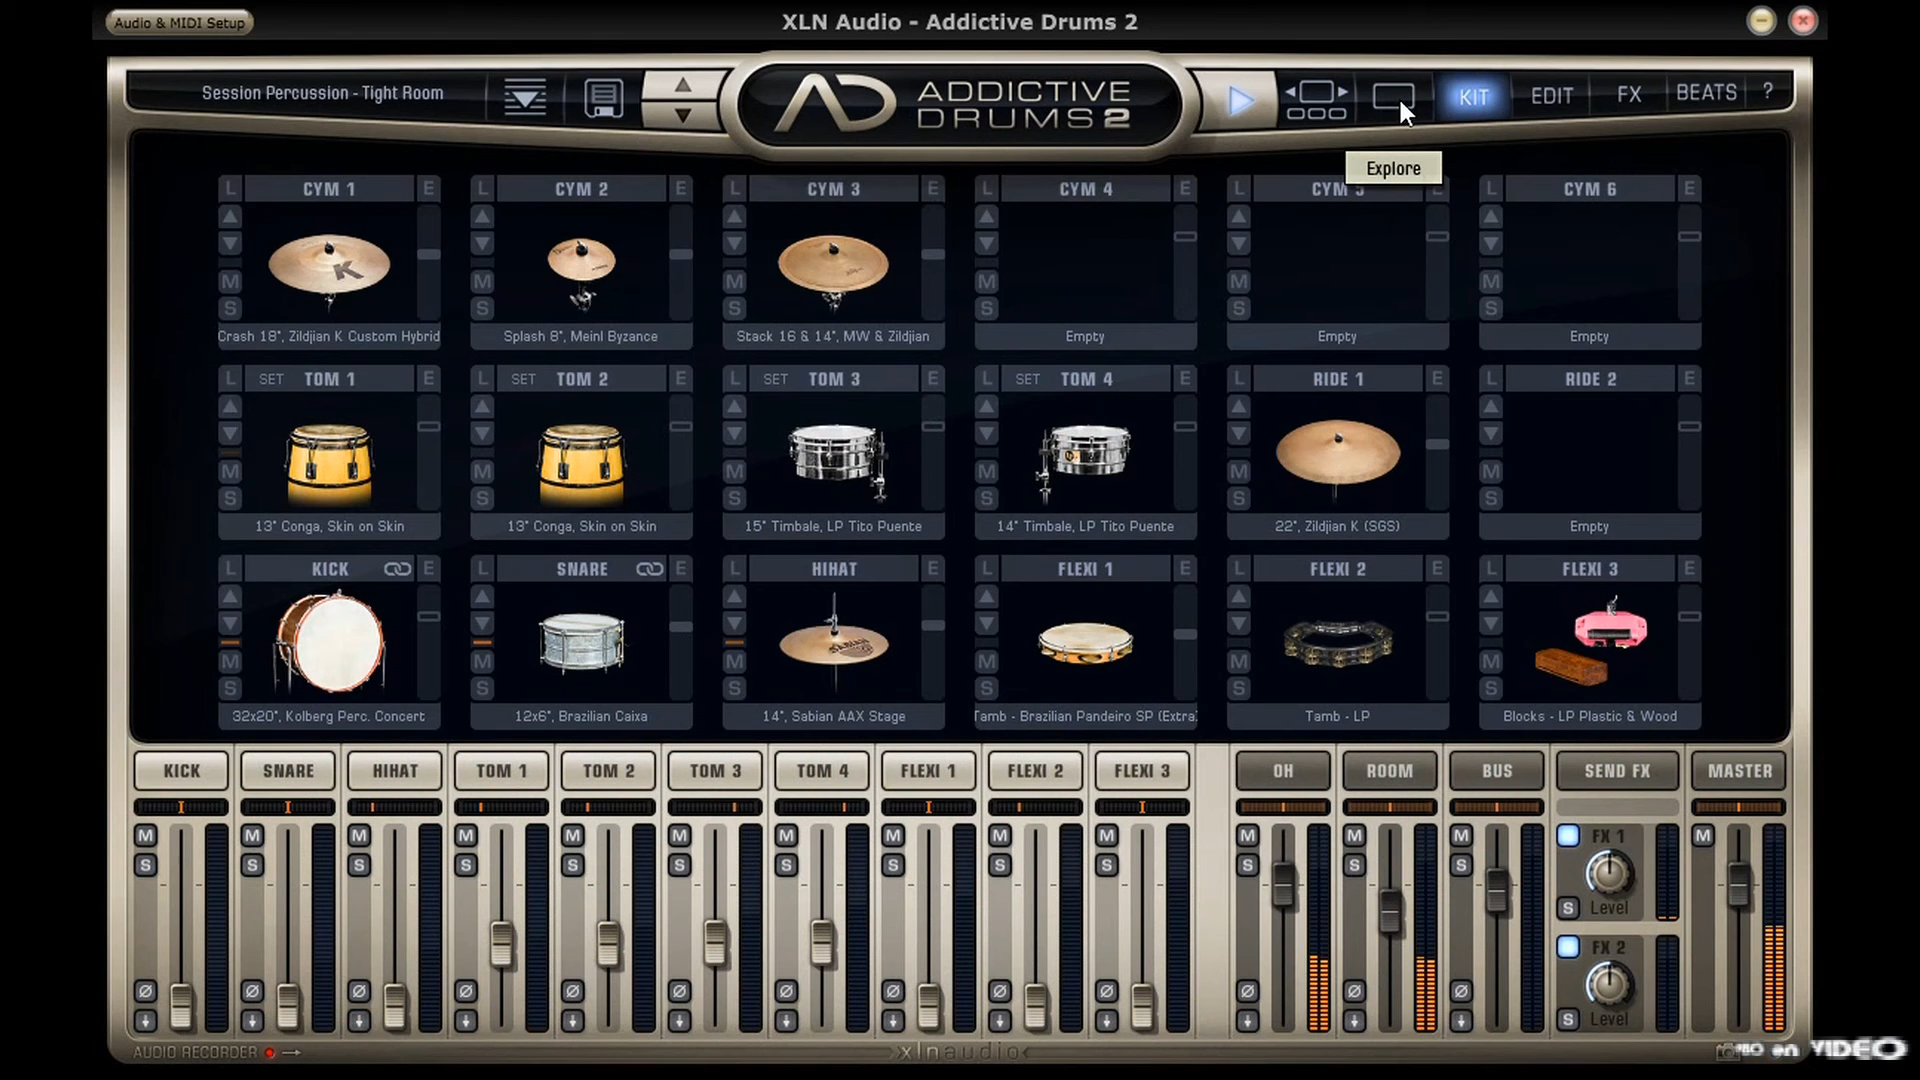 Audio & MIDI Setup
XLN Audio - Addictive Drums 2
Session Percussion - Tight Room
AD ADDICTIVE DRUMS 2
KIT EDIT FX BEATS ?
Explore
L CYM 1 E
L CYM 2 E
L CYM 3 E
L CYM 4 E
L CYM 5 E
L CYM 6 E
M M M M M M
S S S S S S
Crash 18", Zildjian K Custom Hybrid
Splash 8", Meinl Byzance
Stack 16 & 14", MW & Zildjian
Empty
Empty
Empty
L SET TOM 1 E
L SET TOM 2 E
L SET TOM 3 E
L SET TOM 4 E
L RIDE 1 E
L RIDE 2 E
M M M M M M
S S S S S S
13" Conga, Skin on Skin
13" Conga, Skin on Skin
15" Timbale, LP Tito Puente
14" Timbale, LP Tito Puente
22", Zildjian K (SGS)
Empty
L KICK E
L SNARE E
L HIHAT E
L FLEXI 1 E
L FLEXI 2 E
L FLEXI 3 E
M M M M M M
S S S S S S
32x20", Kolberg Perc. Concert
12x6", Brazilian Caixa
14", Sabian AAX Stage
Tamb - Brazilian Pandeiro SP (Extra)
Tamb - LP
Blocks - LP Plastic & Wood
KICK SNARE HIHAT TOM 1 TOM 2 TOM 3 TOM 4 FLEXI 1 FLEXI 2 FLEXI 3 OH ROOM BUS SEND FX MASTER
M M M M M M M M M M M M M FX 1 M
S S S S S S S S S S S S S
S Level
FX 2
Ø Ø Ø Ø Ø Ø Ø Ø Ø Ø Ø Ø Ø
S Level
AUDIO RECORDER
xlnaudio
en VIDEO